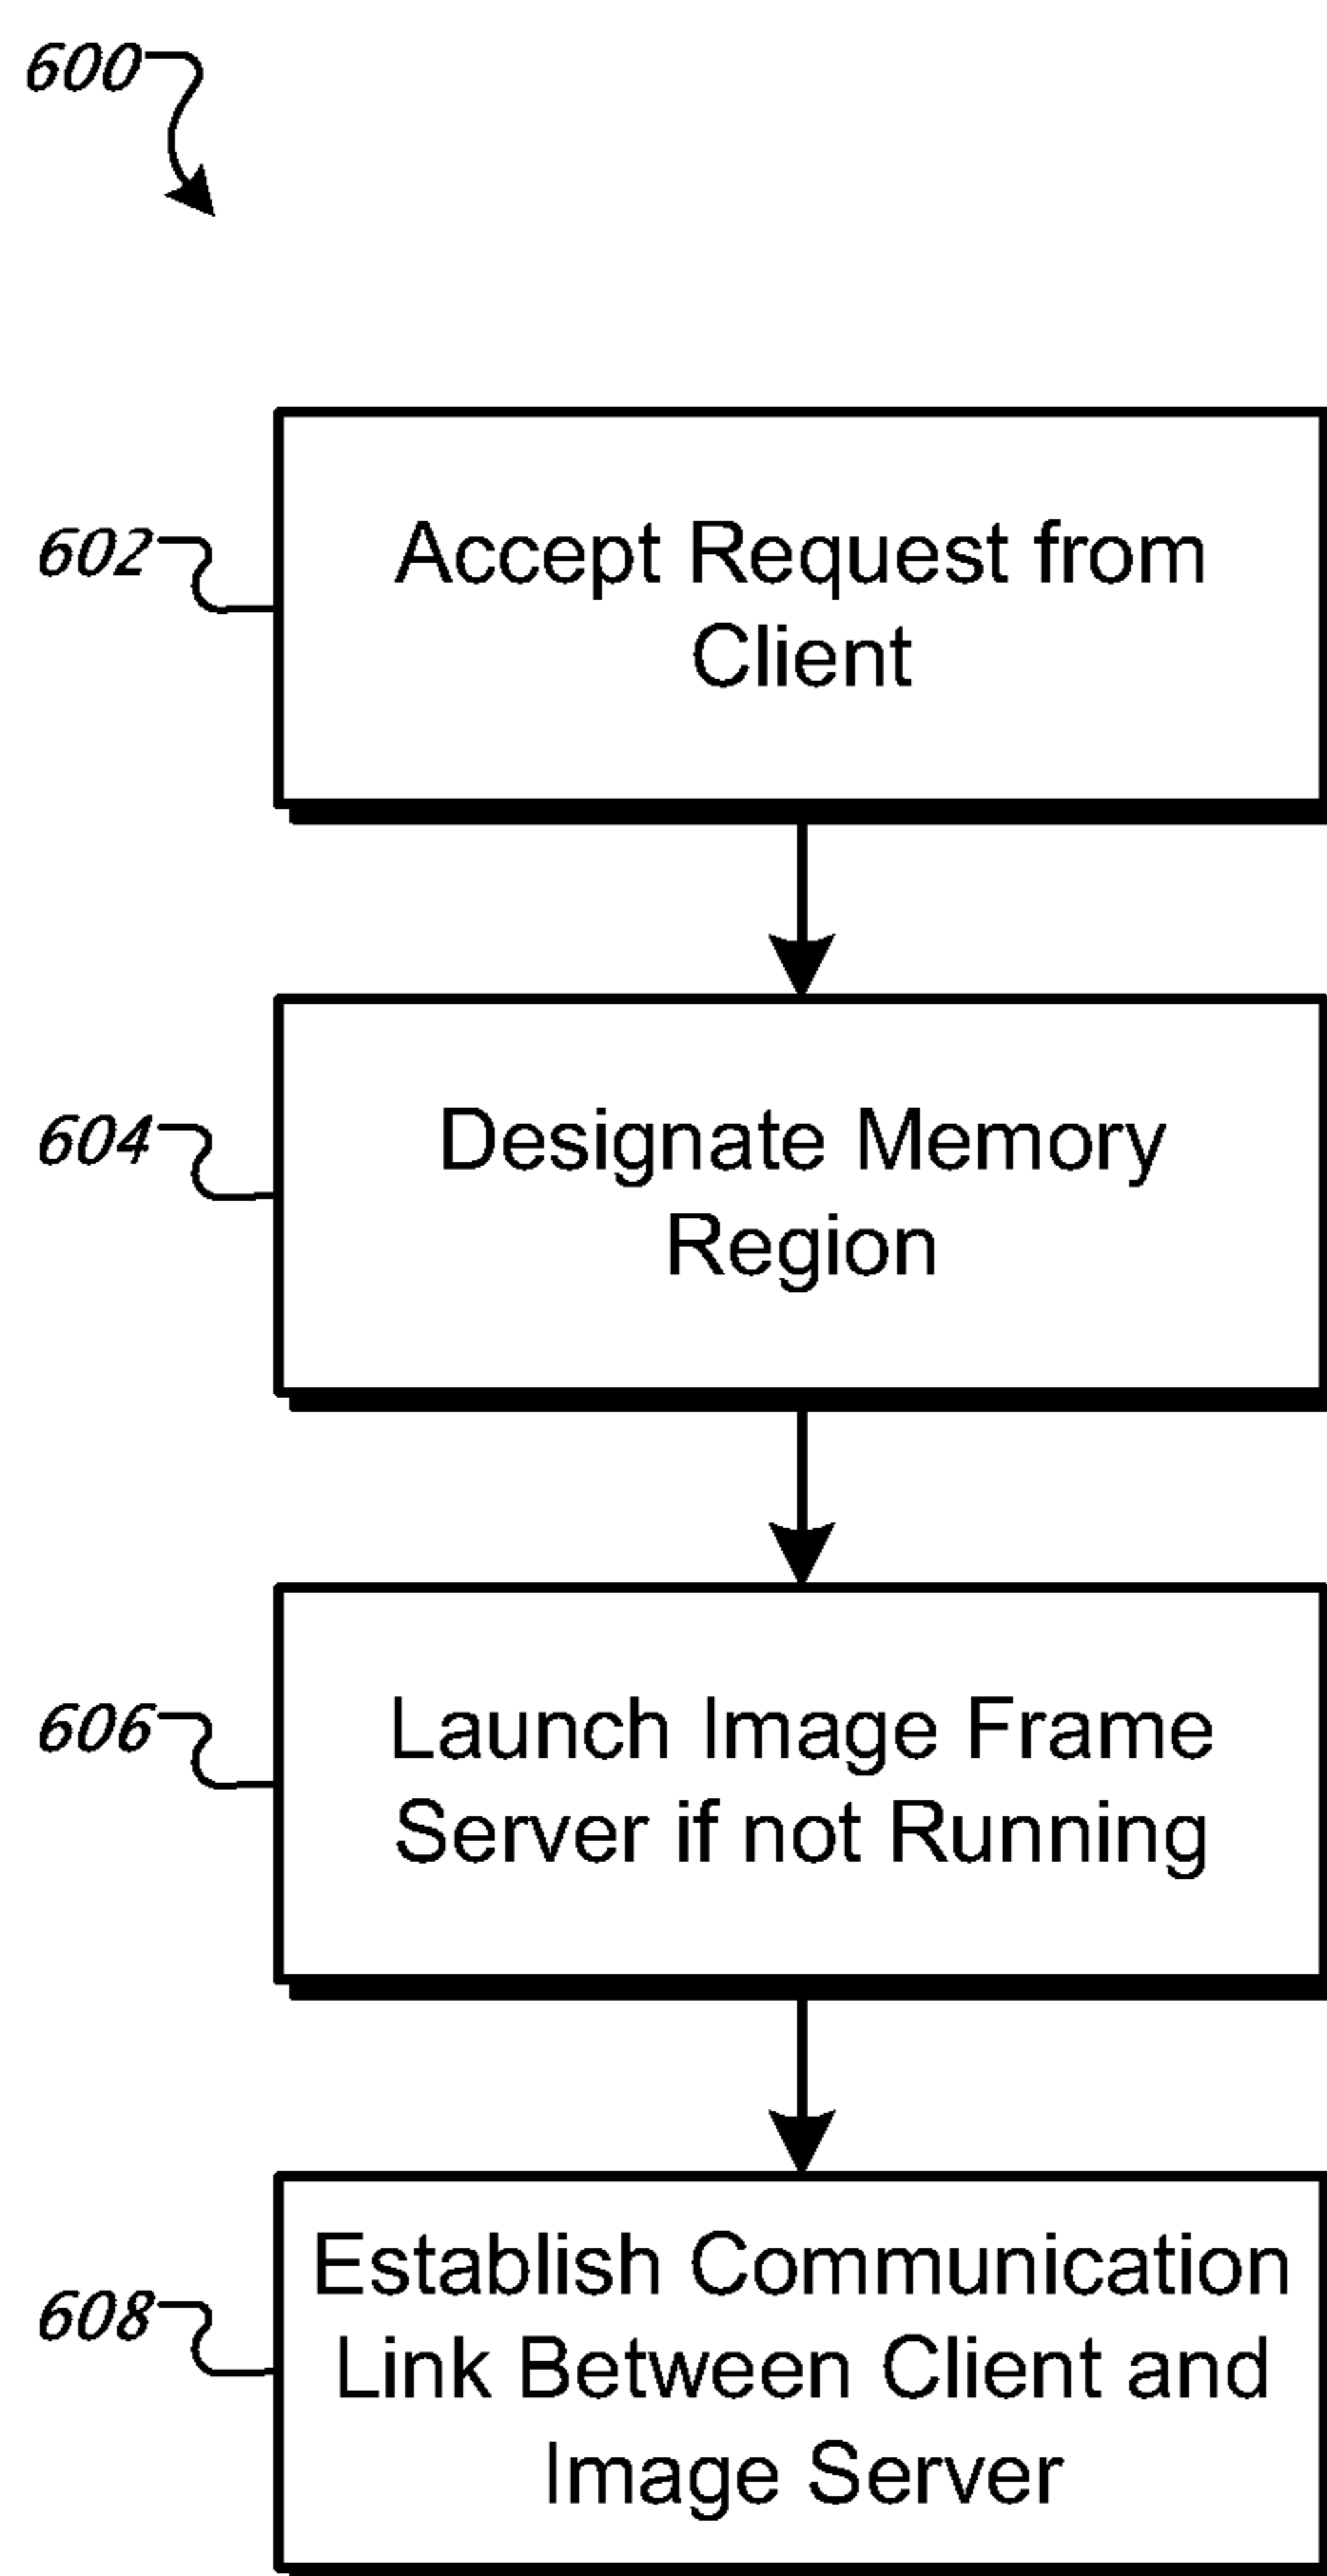 600
602
Accept Request from
Client
604
Designate Memory
Region
606
Launch Image Frame
Server if not Running
608
Establish Communication
Link Between Client and
Image Server